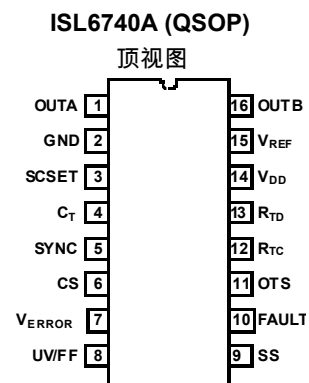 ISL6740A (QSOP)
顶视图
OUTA 1 16 OUTB
GND 2 15 VREF
SCSET 3 14 VDD
CT 4 13 RTD
SYNC 5 12 RTC
CS 6 11 OTS
VERROR 7 10 FAULT
UV/FF 8 9 SS